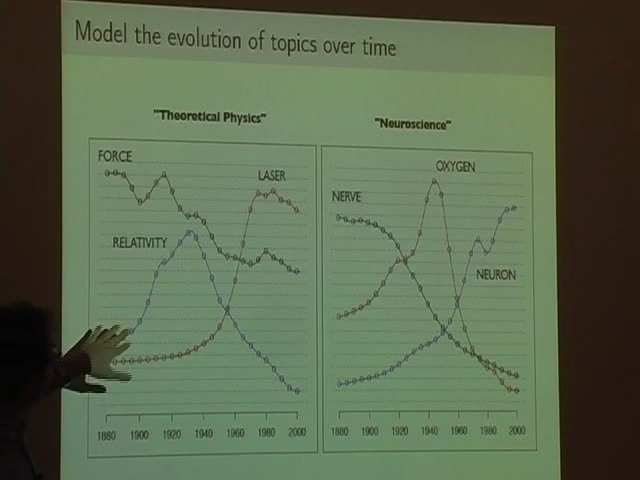 Model the evolution of topics over time
"Theoretical Physics"
"Neuroscience"
FORCE
LASER
RELATIVITY
OXYGEN
NERVE
NEURON
1880 1900 1920 1940 1960 1980 2000
1880 1900 1920 1940 1960 1980 2000